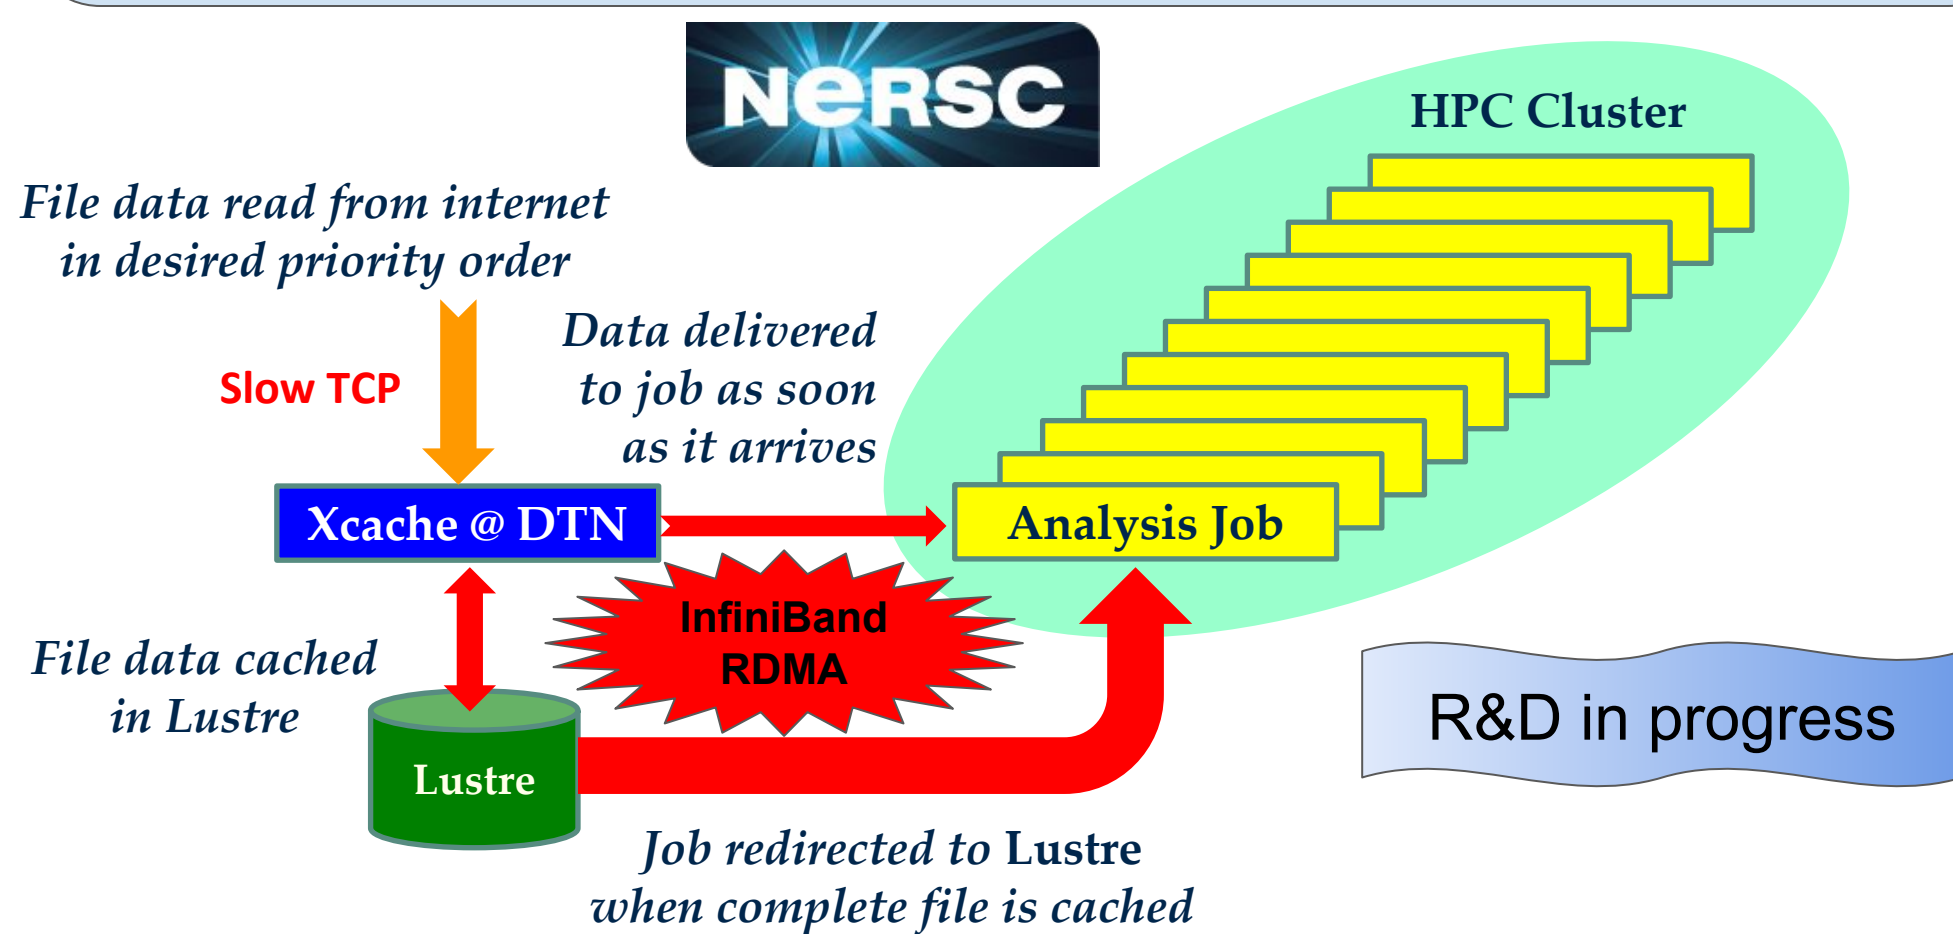 NeRSC
HPC Cluster
File data read from internet
in desired priority order
Slow TCP
Data delivered
to job as soon
as it arrives
Xcache @ DTN
Analysis Job
InfiniBand
RDMA
File data cached
in Lustre
Lustre
R&D in progress
Job redirected to Lustre
when complete file is cached